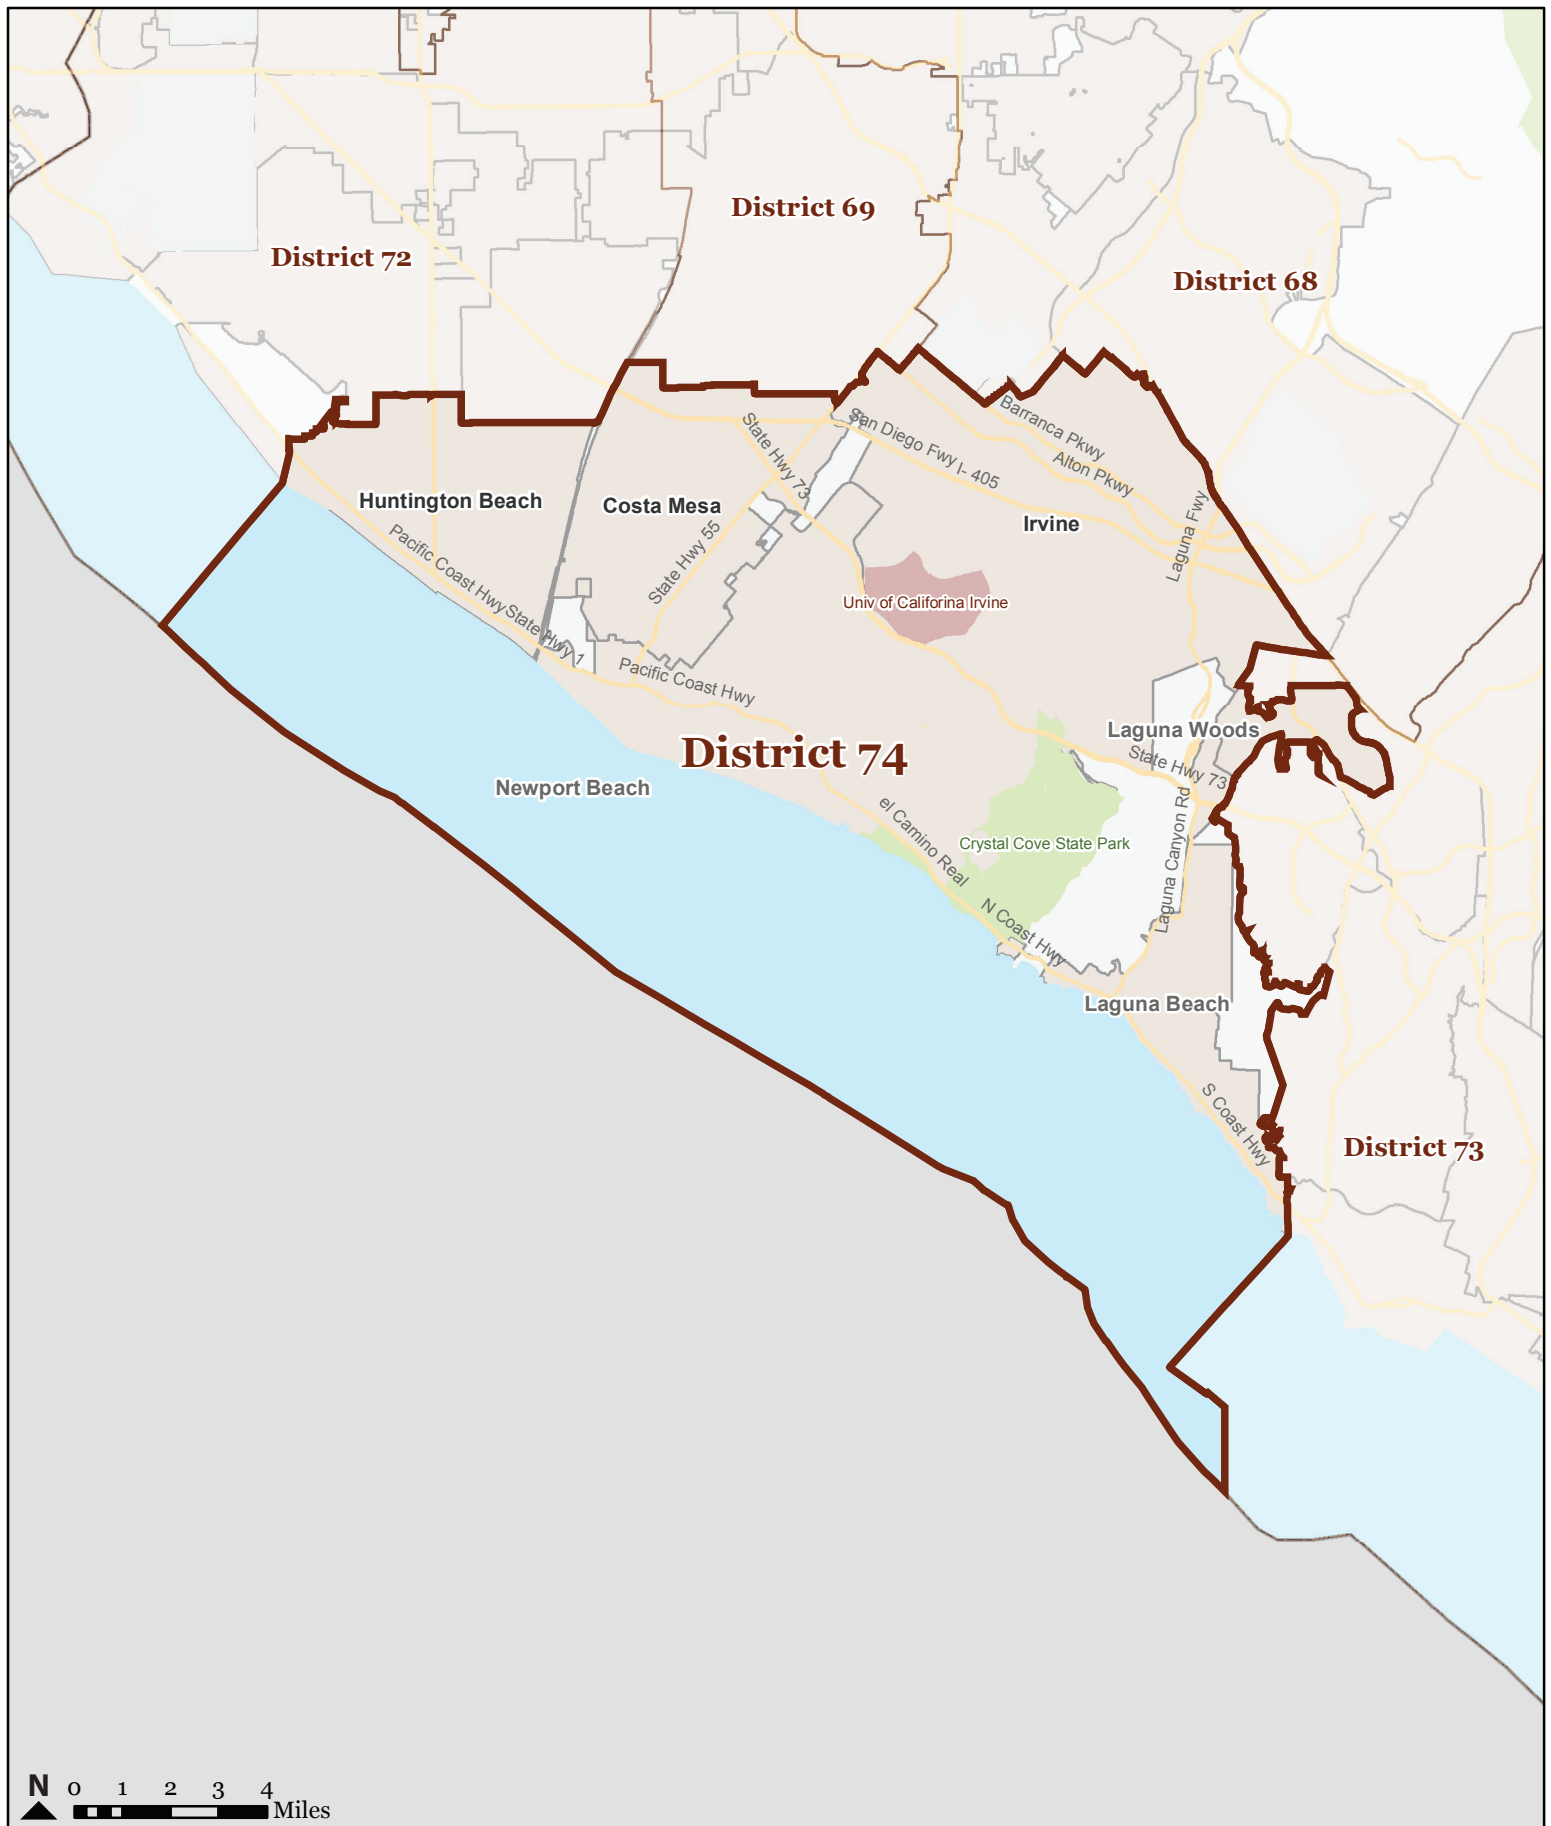 District 69
District 72
District 68
Barranca Pkwy
San Diego Fwy I- 405
State Hwy 73
Alton Pkwy
Huntington Beach
Costa Mesa
Irvine
Laguna Fwy
State Hwy 55
Pacific Coast Hwy
State Hwy 1
Univ of Califorina Irvine
Pacific Coast Hwy
Laguna Woods
District 74
State Hwy 73
Newport Beach
el Camino Real
Crystal Cove State Park
Laguna Canyon Rd
N Coast Hwy
Laguna Beach
S Coast Hwy
District 73
N 0 1 2 3 4
Miles